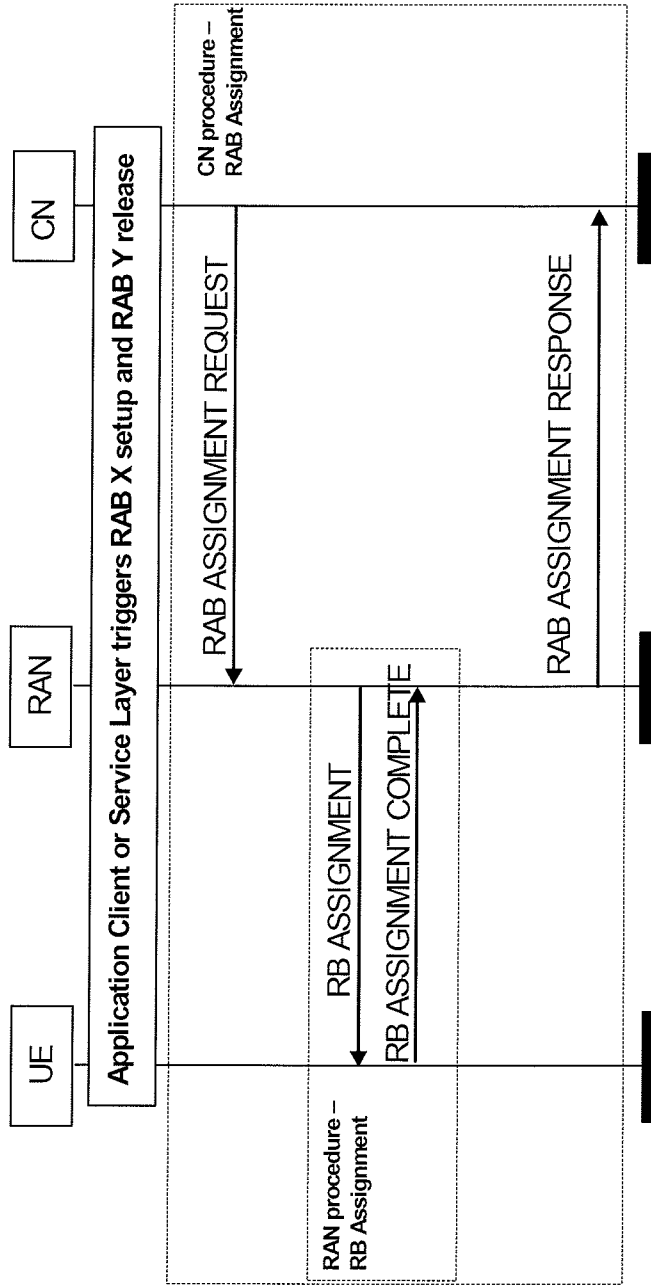 UE
RAN
CN
Application Client or Service Layer triggers RAB X setup and RAB Y release
CN procedure –
RAB Assignment
RAB ASSIGNMENT REQUEST
RAN procedure –
RB Assignment
RB ASSIGNMENT
RB ASSIGNMENT COMPLETE
RAB ASSIGNMENT RESPONSE